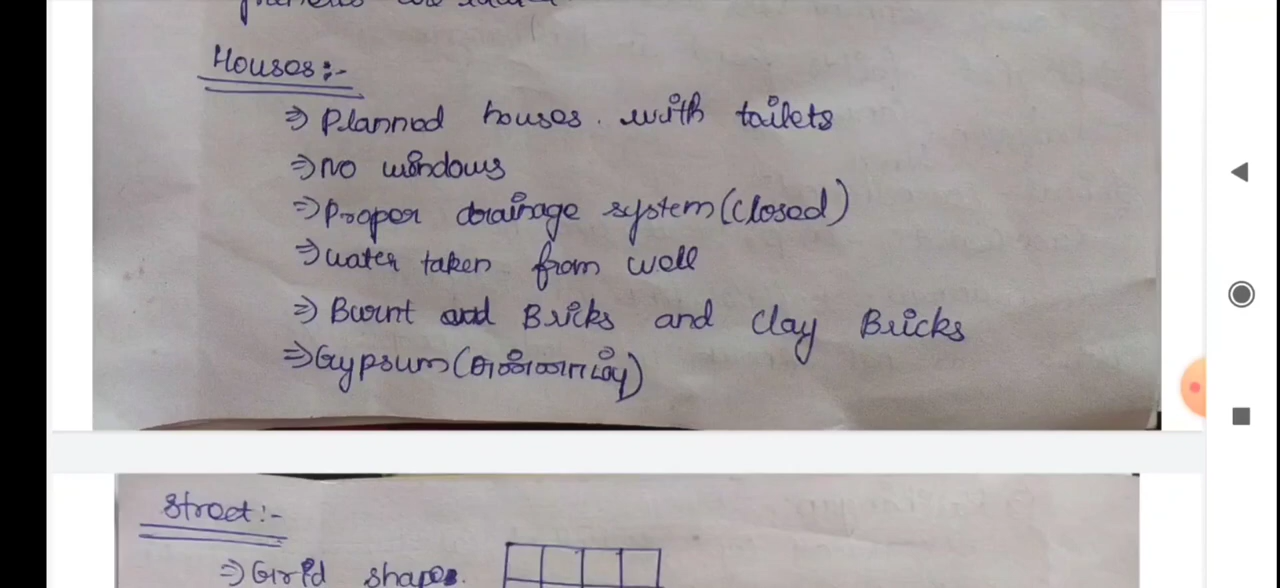 Houses:-
⇒ Planned houses. with toilets
⇒ No windows
⇒ Proper drainage system (closed)
⇒ water taken from well
⇒ Burnt Bricks and Clay Bricks
⇒ Gypsum (சுண்ணாம்பு)
Street:-
⇒ Grid shape.